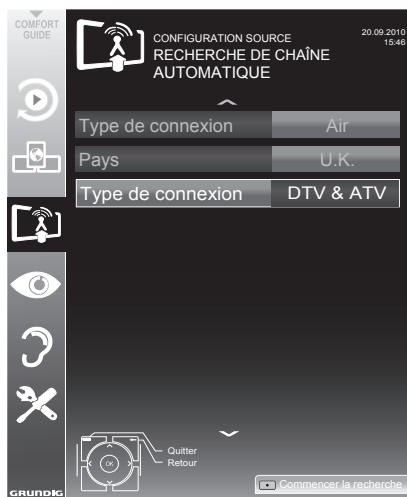 COMFORT
GUIDE
CONFIGURATION SOURCE
RECHERCHE DE CHAÎNE
AUTOMATIQUE
20.09.2010
15:46
Type de connexion Air
Pays U.K.
Type de connexion DTV & ATV
OK
Quitter
Retour
Commencer la recherche
GRUNDIG